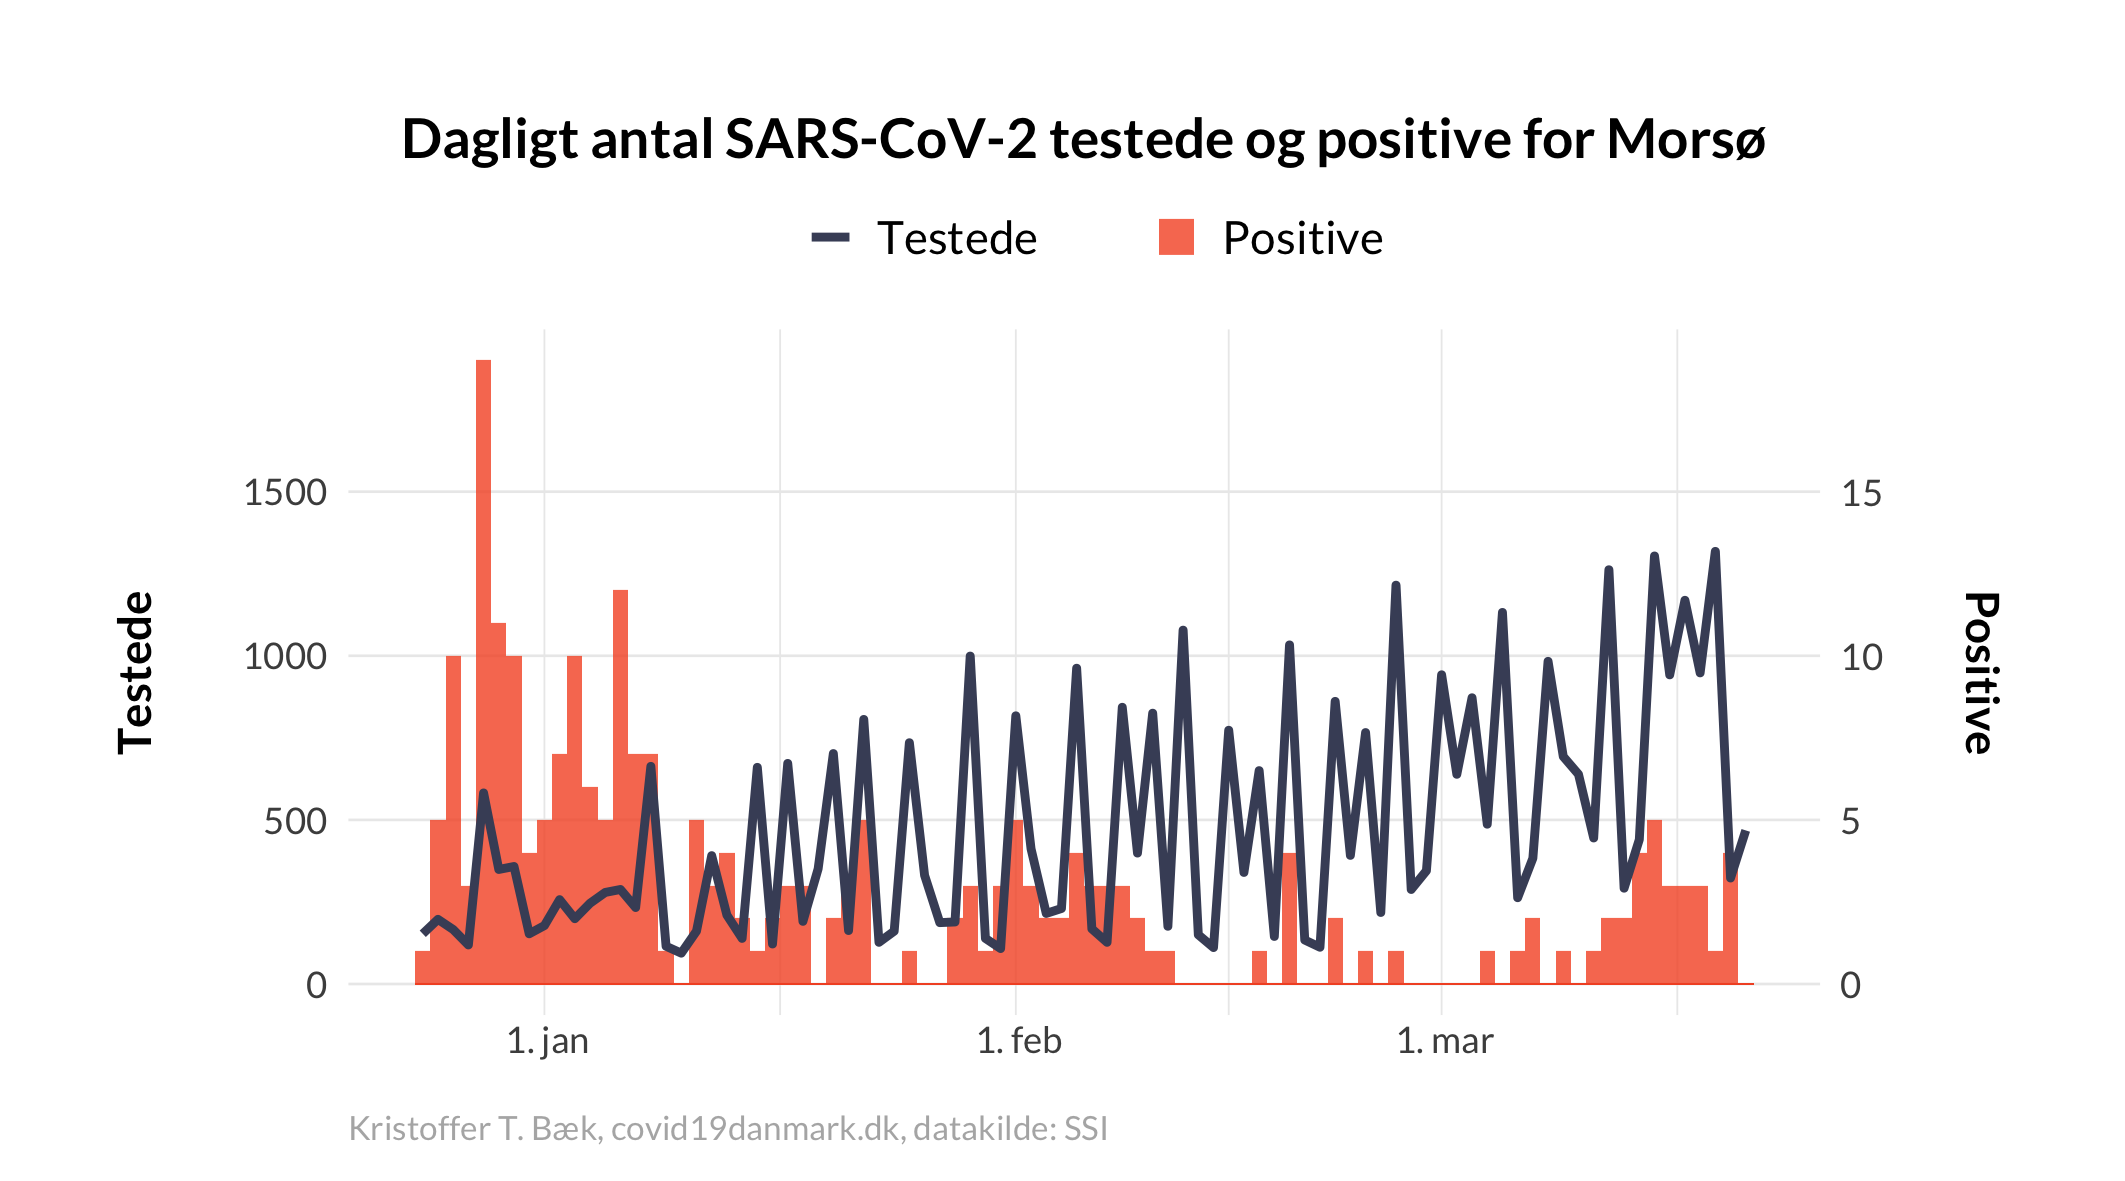 Dagligt antal SARS-CoV-2 testede og positive for Morsø
Testede
Positive
1500
1000
500
0
15
10
5
0
Testede
Positive
1. jan
1. feb
1. mar
Kristoffer T. Bæk, covid19danmark.dk, datakilde: SSI